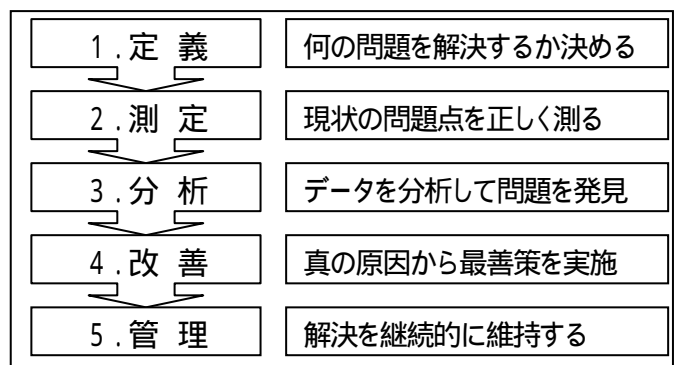 1.定 義
何の問題を解決するか決める
2.測 定
現状の問題点を正しく測る
3.分 析
データを分析して問題を発見
4.改 善
真の原因から最善策を実施
5.管 理
解決を継続的に維持する